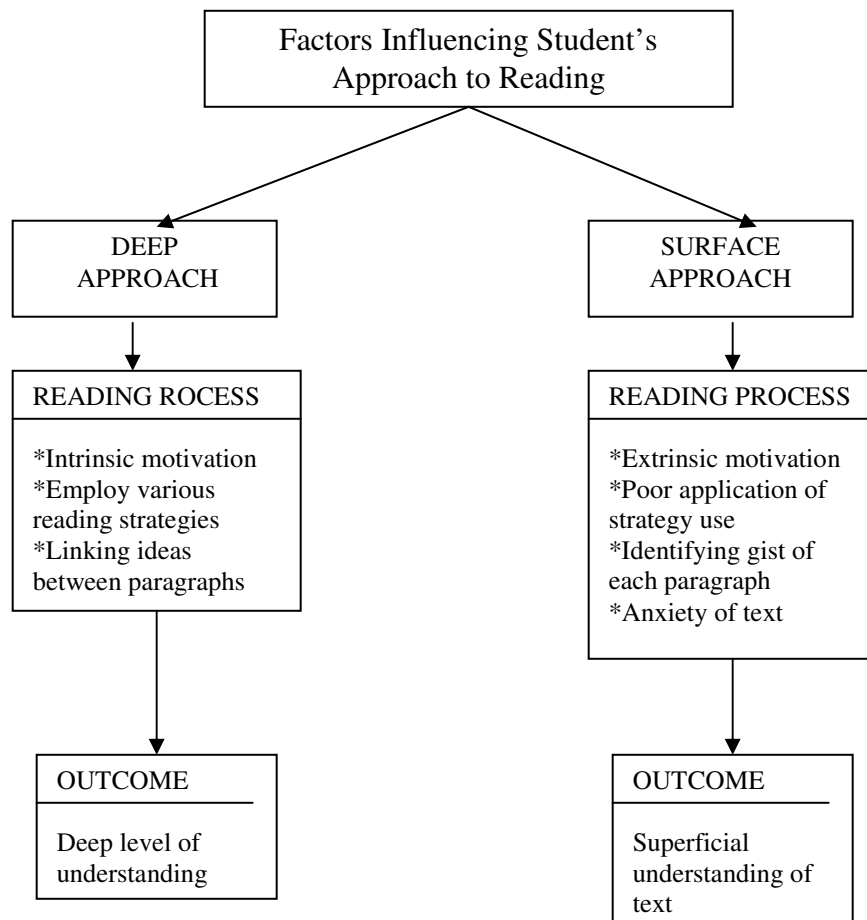 Factors Influencing Student's
Approach to Reading
DEEP
APPROACH
SURFACE
APPROACH
READING ROCESS
*Intrinsic motivation
*Employ various
reading strategies
*Linking ideas
between paragraphs
READING PROCESS
*Extrinsic motivation
*Poor application of
strategy use
*Identifying gist of
each paragraph
*Anxiety of text
OUTCOME
Deep level of
understanding
OUTCOME
Superficial
understanding of
text